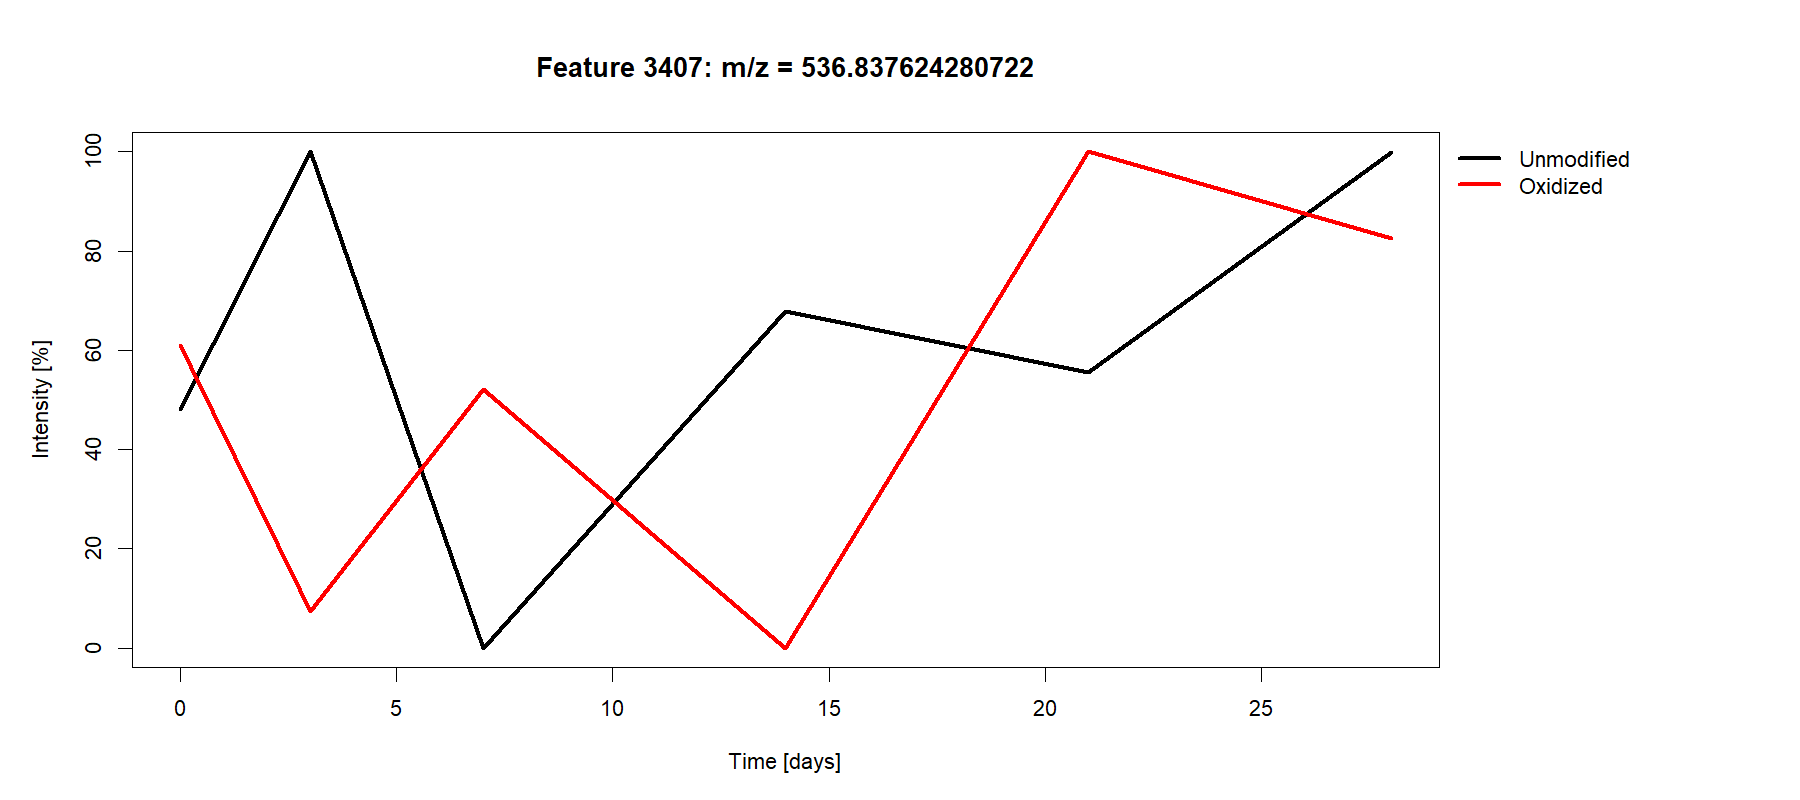 Feature 3407: m/z = 536.837624280722
Unmodified
Oxidized
Intensity [%]
100
80
60
40
20
0
0 5 10 15 20 25
Time [days]